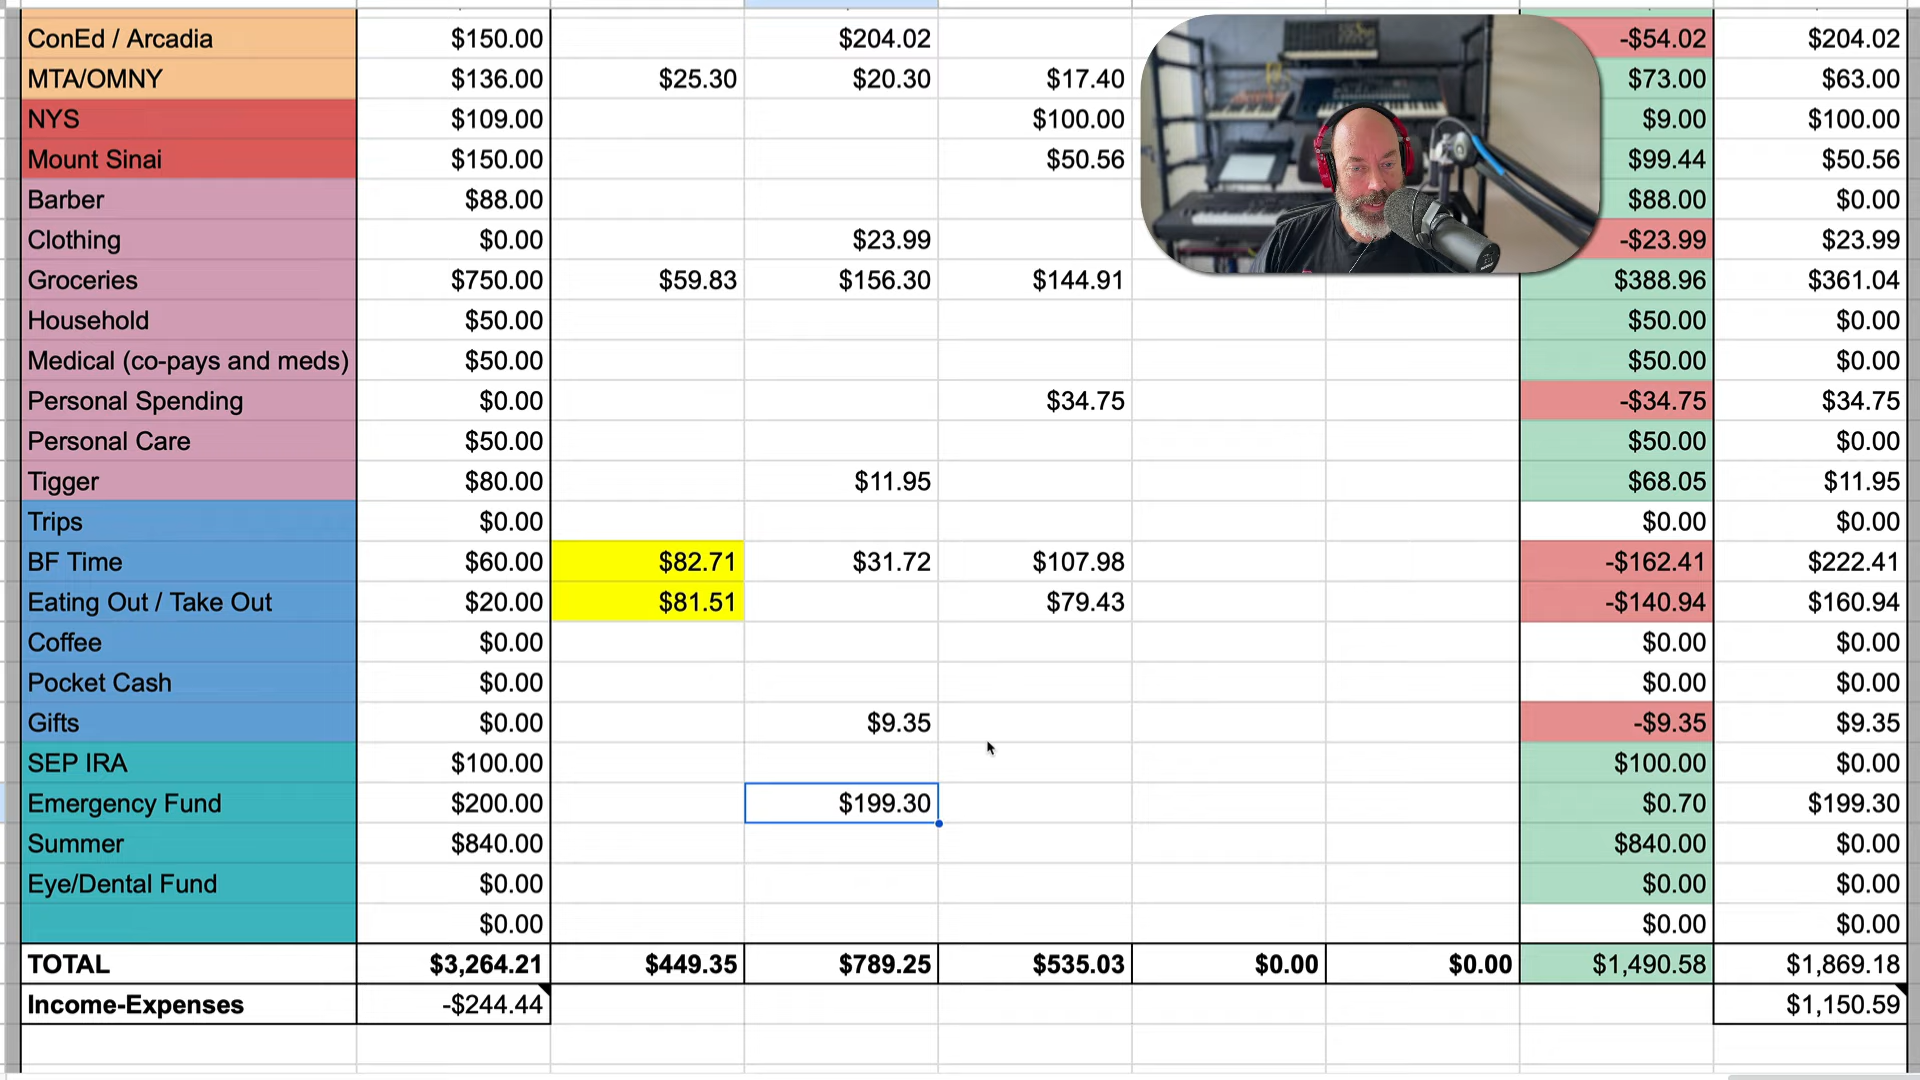 ConEd / Arcadia $150.00 $204.02 -$54.02 $204.02
MTA/OMNY $136.00 $25.30 $20.30 $17.40 $73.00 $63.00
NYS $109.00 $100.00 $9.00 $100.00
Mount Sinai $150.00 $50.56 $99.44 $50.56
Barber $88.00 $88.00 $0.00
Clothing $0.00 $23.99 -$23.99 $23.99
Groceries $750.00 $59.83 $156.30 $144.91 $388.96 $361.04
Household $50.00 $50.00 $0.00
Medical (co-pays and meds) $50.00 $50.00 $0.00
Personal Spending $0.00 $34.75 -$34.75 $34.75
Personal Care $50.00 $50.00 $0.00
Tigger $80.00 $11.95 $68.05 $11.95
Trips $0.00 $0.00 $0.00
BF Time $60.00 $82.71 $31.72 $107.98 -$162.41 $222.41
Eating Out / Take Out $20.00 $81.51 $79.43 -$140.94 $160.94
Coffee $0.00 $0.00 $0.00
Pocket Cash $0.00 $0.00 $0.00
Gifts $0.00 $9.35 -$9.35 $9.35
SEP IRA $100.00 $100.00 $0.00
Emergency Fund $200.00 $199.30 $0.70 $199.30
Summer $840.00 $840.00 $0.00
Eye/Dental Fund $0.00 $0.00 $0.00
$0.00 $0.00 $0.00
TOTAL $3,264.21 $449.35 $789.25 $535.03 $0.00 $0.00 $1,490.58 $1,869.18
Income-Expenses -$244.44 $1,150.59